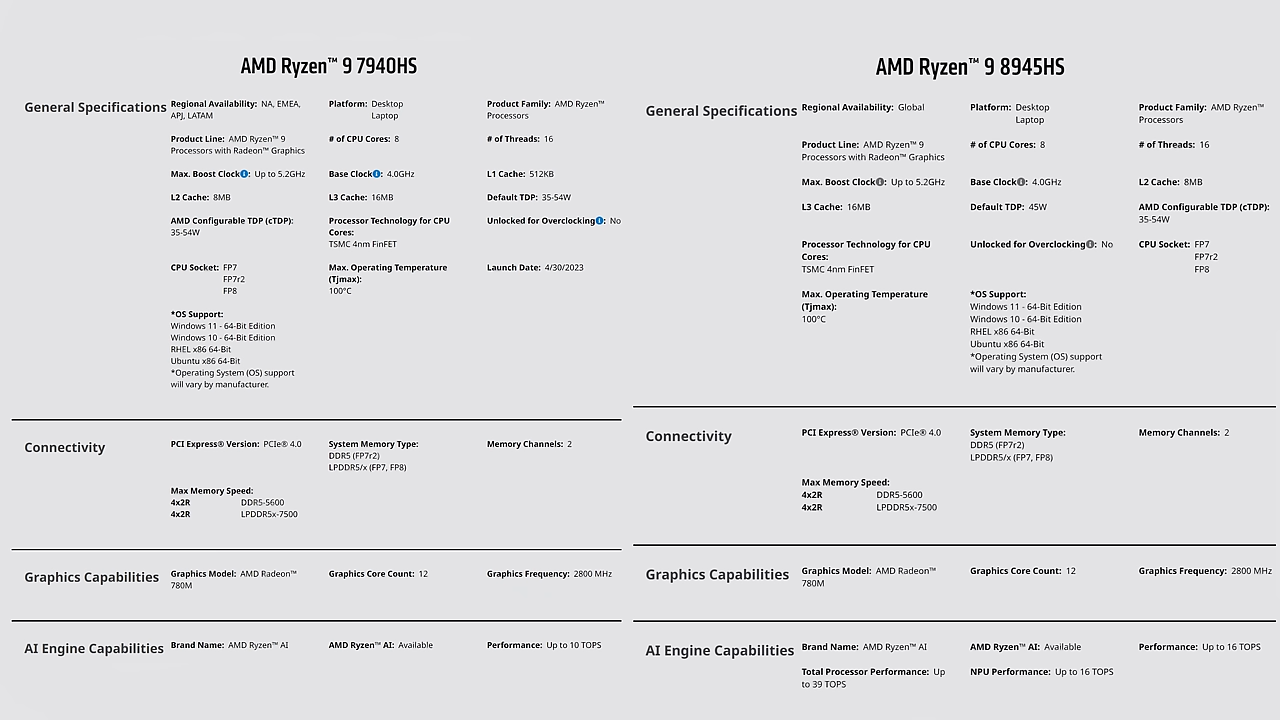 AMD Ryzen™ 9 7940HS
General Specifications
Regional Availability: NA, EMEA,
APJ, LATAM
Platform: Desktop
Laptop
Product Family: AMD Ryzen™
Processors
Product Line: AMD Ryzen™ 9
Processors with Radeon™ Graphics
# of CPU Cores: 8
# of Threads: 16
Max. Boost Clock: Up to 5.2GHz
Base Clock: 4.0GHz
L1 Cache: 512KB
L2 Cache: 8MB
L3 Cache: 16MB
Default TDP: 35-54W
AMD Configurable TDP (cTDP):
35-54W
Processor Technology for CPU
Cores:
TSMC 4nm FinFET
Unlocked for Overclocking: No
CPU Socket: FP7
FP7r2
FP8
Max. Operating Temperature
(Tjmax):
100°C
Launch Date: 4/30/2023
*OS Support:
Windows 11 - 64-Bit Edition
Windows 10 - 64-Bit Edition
RHEL x86 64-Bit
Ubuntu x86 64-Bit
*Operating System (OS) support
will vary by manufacturer.
Connectivity
PCI Express® Version: PCIe® 4.0
System Memory Type:
DDR5 (FP7r2)
LPDDR5/x (FP7, FP8)
Memory Channels: 2
Max Memory Speed:
4x2R DDR5-5600
4x2R LPDDR5x-7500
Graphics Capabilities
Graphics Model: AMD Radeon™
780M
Graphics Core Count: 12
Graphics Frequency: 2800 MHz
AI Engine Capabilities
Brand Name: AMD Ryzen™ AI
AMD Ryzen™ AI: Available
Performance: Up to 10 TOPS
AMD Ryzen™ 9 8945HS
General Specifications
Regional Availability: Global
Platform: Desktop
Laptop
Product Family: AMD Ryzen™
Processors
Product Line: AMD Ryzen™ 9
Processors with Radeon™ Graphics
# of CPU Cores: 8
# of Threads: 16
Max. Boost Clock: Up to 5.2GHz
Base Clock: 4.0GHz
L2 Cache: 8MB
L3 Cache: 16MB
Default TDP: 45W
AMD Configurable TDP (cTDP):
35-54W
Processor Technology for CPU
Cores:
TSMC 4nm FinFET
Unlocked for Overclocking: No
CPU Socket: FP7
FP7r2
FP8
Max. Operating Temperature
(Tjmax):
100°C
*OS Support:
Windows 11 - 64-Bit Edition
Windows 10 - 64-Bit Edition
RHEL x86 64-Bit
Ubuntu x86 64-Bit
*Operating System (OS) support
will vary by manufacturer.
Connectivity
PCI Express® Version: PCIe® 4.0
System Memory Type:
DDR5 (FP7r2)
LPDDR5/x (FP7, FP8)
Memory Channels: 2
Max Memory Speed:
4x2R DDR5-5600
4x2R LPDDR5x-7500
Graphics Capabilities
Graphics Model: AMD Radeon™
780M
Graphics Core Count: 12
Graphics Frequency: 2800 MHz
AI Engine Capabilities
Brand Name: AMD Ryzen™ AI
AMD Ryzen™ AI: Available
Performance: Up to 16 TOPS
Total Processor Performance: Up
to 39 TOPS
NPU Performance: Up to 16 TOPS